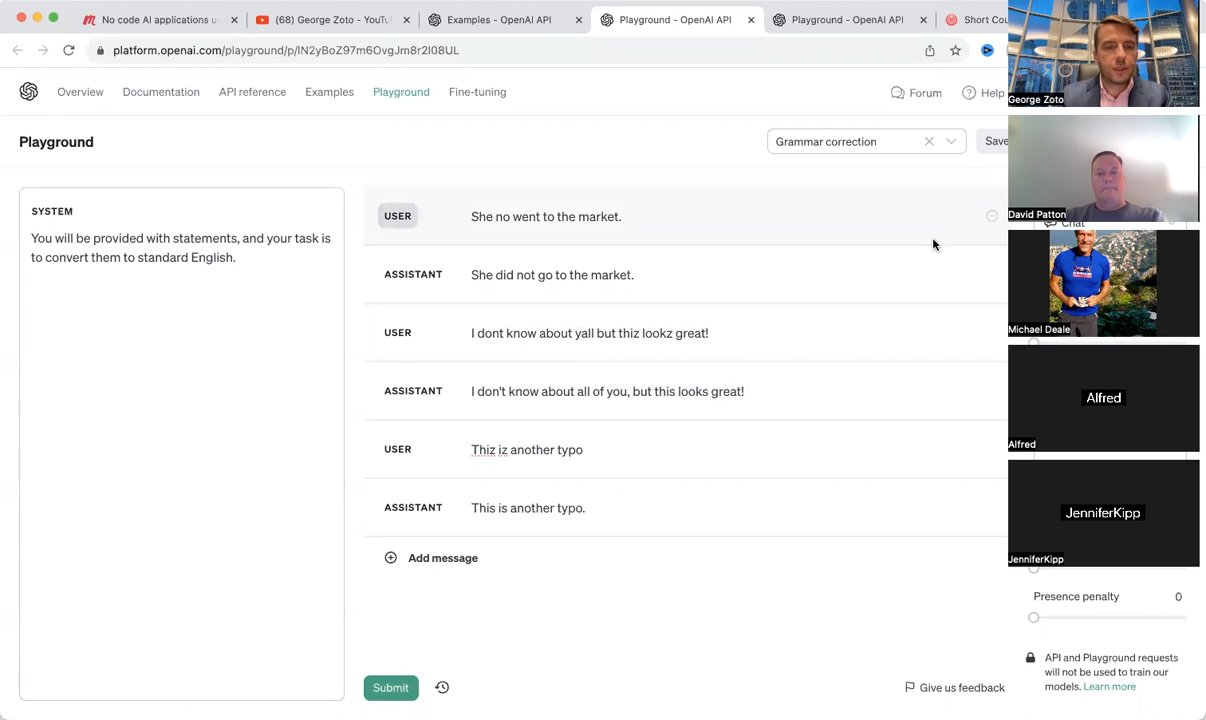 No code AI applications u
(68) George Zoto - YouTu
Examples - OpenAI API
Playground - OpenAI API
Playground - OpenAI API
Short Cou
platform.openai.com/playground/p/lN2yBoZ97m6OvgJm8r2l08UL
Overview
Documentation
API reference
Examples
Playground
Fine-tuning
Forum
Help
George Zoto
Playground
Grammar correction
Save
SYSTEM
You will be provided with statements, and your task is
to convert them to standard English.
USER
She no went to the market.
David Patton
Chat
ASSISTANT
She did not go to the market.
USER
I dont know about yall but thiz lookz great!
Michael Deale
ASSISTANT
I don't know about all of you, but this looks great!
Alfred
Alfred
USER
Thiz iz another typo
ASSISTANT
This is another typo.
JenniferKipp
JenniferKipp
Add message
Presence penalty
0
API and Playground requests
will not be used to train our
models. Learn more
Submit
Give us feedback